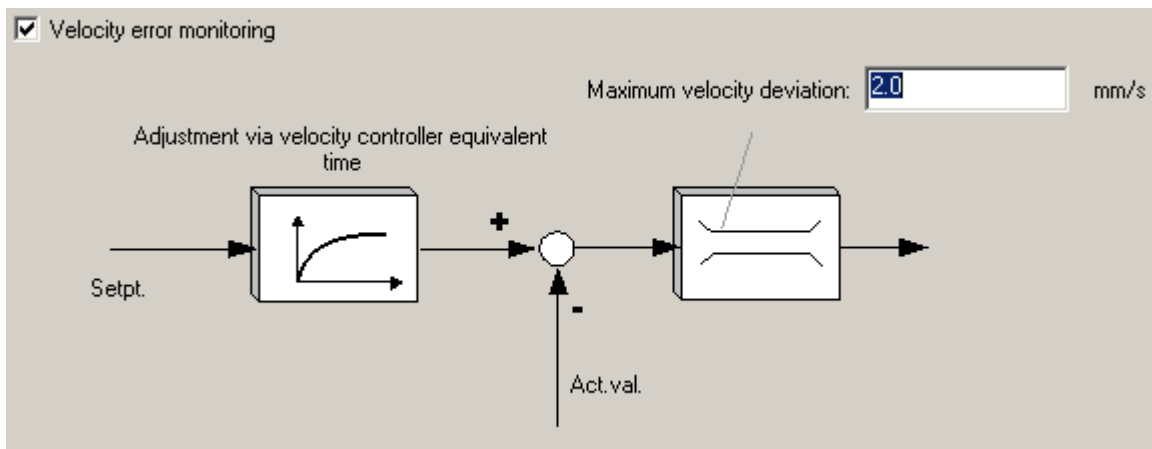 Velocity error monitoring
Maximum velocity deviation: 2.0 mm/s
Adjustment via velocity controller equivalent
time
+
Setpt.
-
Act.val.